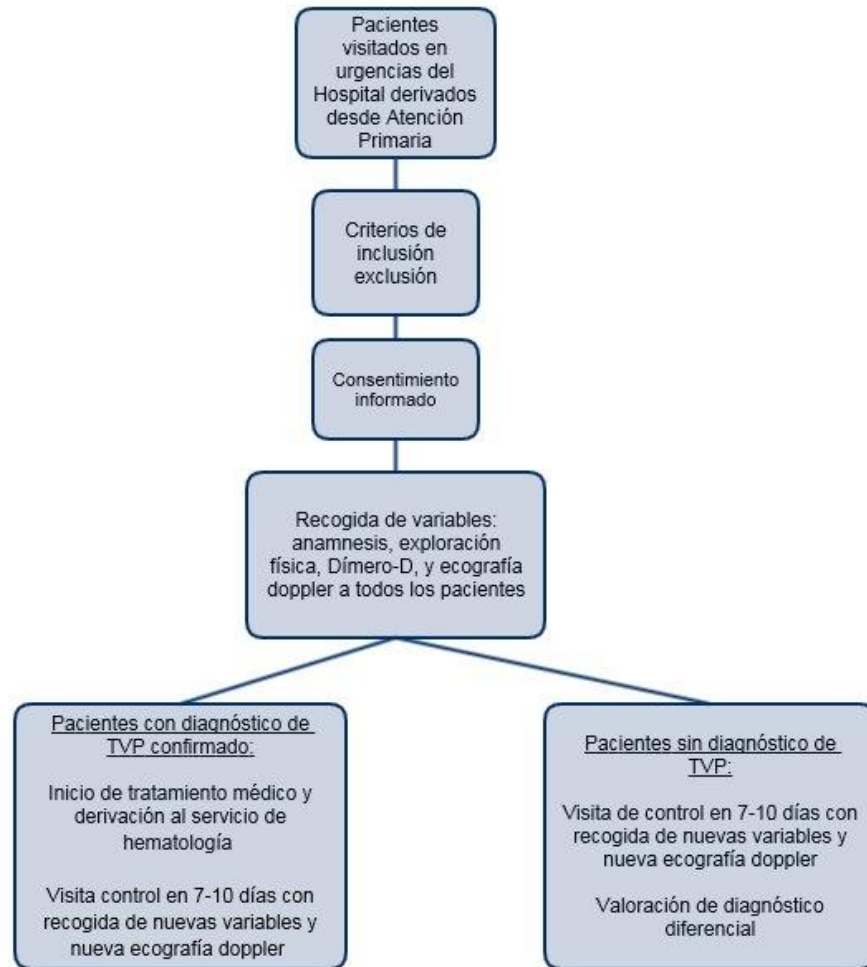 Pacientes
visitados en
urgencias del
Hospital derivados
desde Atención
Primaria
Criterios de
inclusión
exclusión
Consentimiento
informado
Recogida de variables:
anamnesis, exploración
física, Dímero-D, y ecografía
doppler a todos los pacientes
Pacientes con diagnóstico de
TVP confirmado:
Inicio de tratamiento médico y
derivación al servicio de
hematología
Visita control en 7-10 días con
recogida de nuevas variables y
nueva ecografía doppler
Pacientes sin diagnóstico de
TVP:
Visita de control en 7-10 días con
recogida de nuevas variables y
nueva ecografía doppler
Valoración de diagnóstico
diferencial